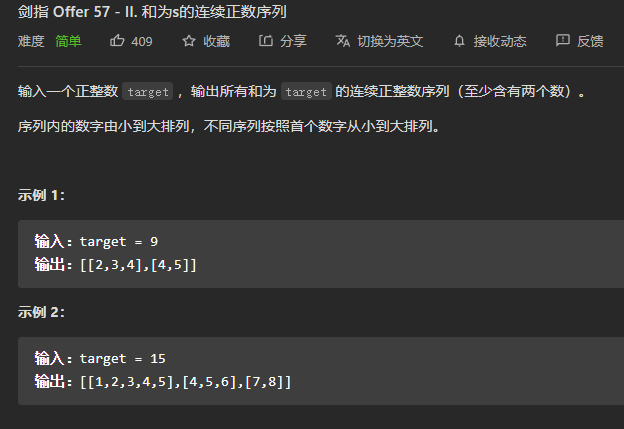 剑指 Offer 57 - II. 和为s的连续正数序列
难度 简单 409 收藏 分享 切换为英文 接收动态 反馈
输入一个正整数 target ，输出所有和为 target 的连续正整数序列（至少含有两个数）。
序列内的数字由小到大排列，不同序列按照首个数字从小到大排列。
示例 1：
输入：target = 9
输出：[[2,3,4],[4,5]]
示例 2：
输入：target = 15
输出：[[1,2,3,4,5],[4,5,6],[7,8]]